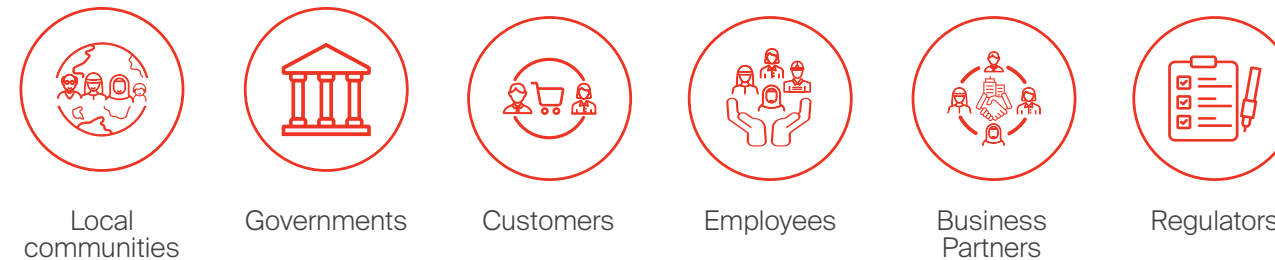 Local
communities
Governments
Customers
Employees
Business
Partners
Regulators